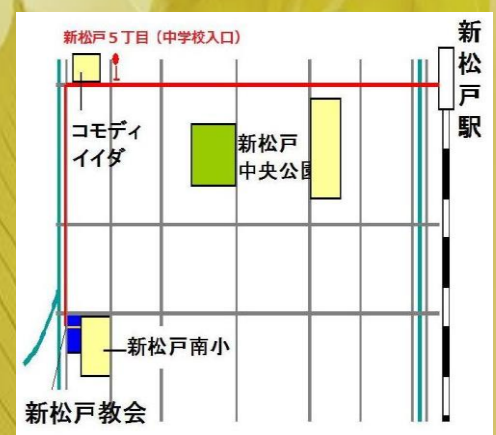 新松戸５丁目（中学校入口）
新松戸駅
コモディ
イイダ
新松戸
中央公園
新松戸南小
新松戸教会